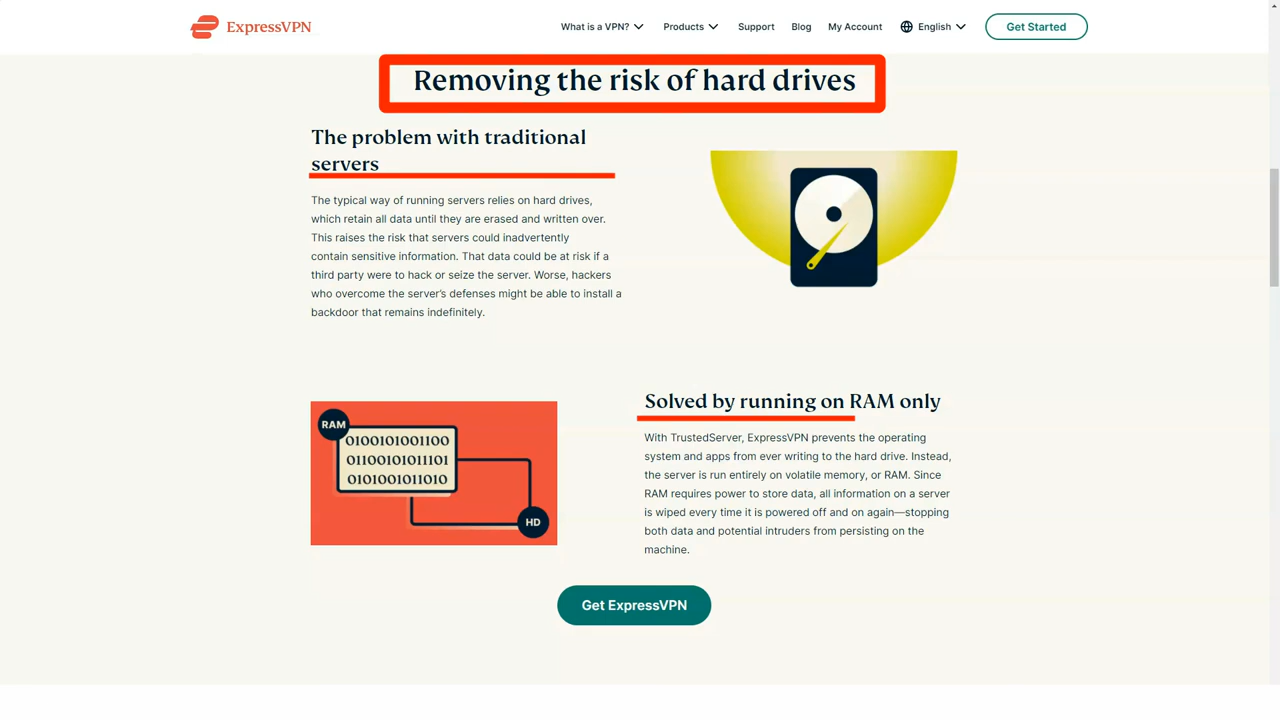 ExpressVPN
What is a VPN?
Products
Support
Blog
My Account
English
Get Started
Removing the risk of hard drives
The problem with traditional
servers
The typical way of running servers relies on hard drives,
which retain all data until they are erased and written over.
This raises the risk that servers could inadvertently
contain sensitive information. That data could be at risk if a
third party were to hack or seize the server. Worse, hackers
who overcome the server’s defenses might be able to install a
backdoor that remains indefinitely.
RAM
0100101001100
01100101011101
0101001011010
HD
Solved by running on RAM only
With TrustedServer, ExpressVPN prevents the operating
system and apps from ever writing to the hard drive. Instead,
the server is run entirely on volatile memory, or RAM. Since
RAM requires power to store data, all information on a server
is wiped every time it is powered off and on again—stopping
both data and potential intruders from persisting on the
machine.
Get ExpressVPN